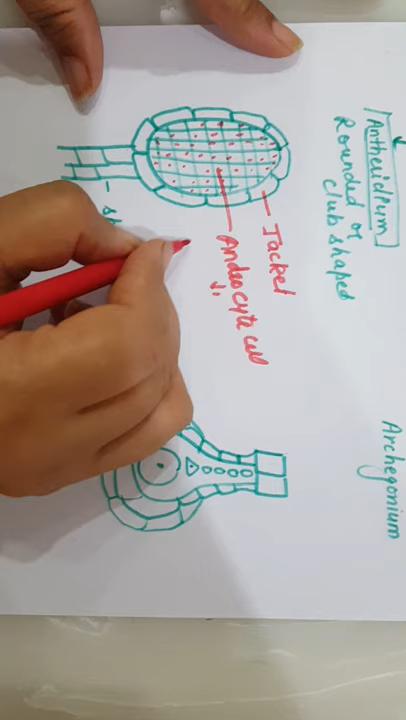 Antheridium
Rounded or
club shaped
Jacket
Androcyte cell
Archegonium